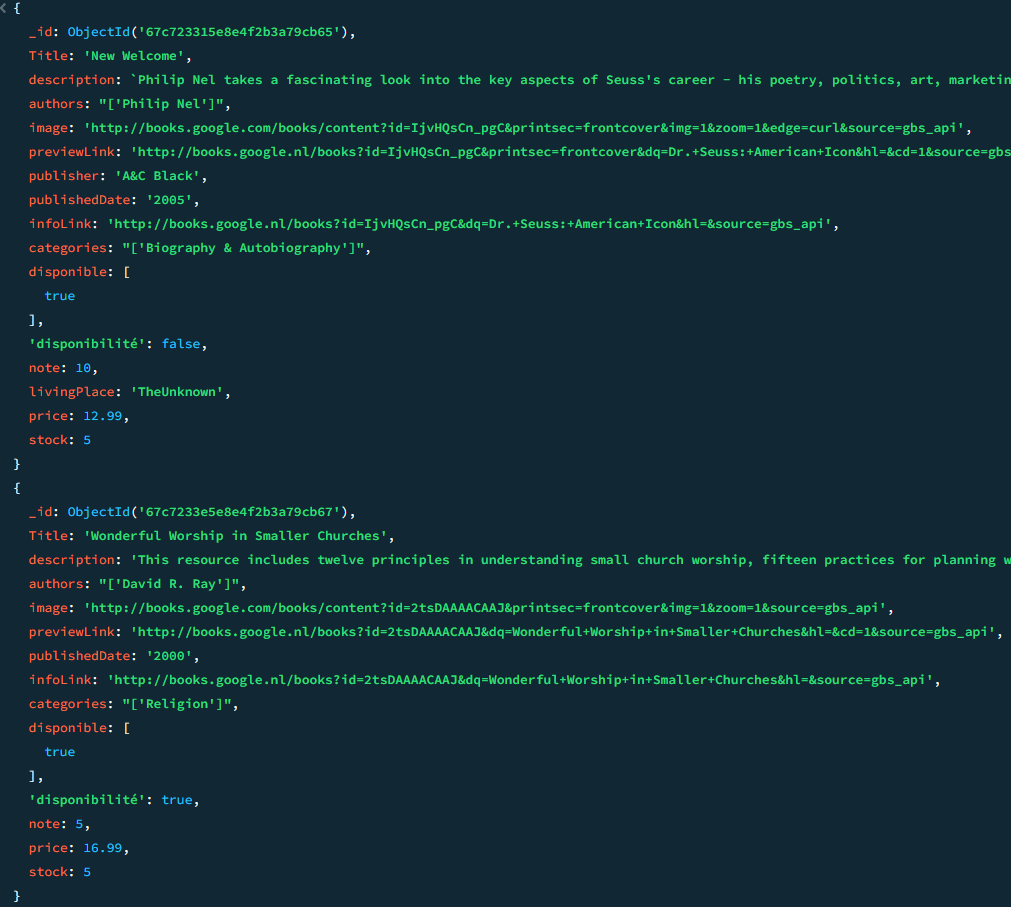 {
_id: ObjectId('67c723315e8e4f2b3a79cb65'),
Title: 'New Welcome',
description: `Philip Nel takes a fascinating look into the key aspects of Seuss's career - his poetry, politics, art, marketin
authors: "['Philip Nel']",
image: 'http://books.google.com/books/content?id=IjvHQsCn_pgC&printsec=frontcover&img=1&zoom=1&edge=curl&source=gbs_api',
previewLink: 'http://books.google.nl/books?id=IjvHQsCn_pgC&printsec=frontcover&dq=Dr.+Seuss:+American+Icon&hl=&cd=1&source=gbs
publisher: 'A&C Black',
publishedDate: '2005',
infoLink: 'http://books.google.nl/books?id=IjvHQsCn_pgC&dq=Dr.+Seuss:+American+Icon&hl=&source=gbs_api',
categories: "['Biography & Autobiography']",
disponible: [
true
],
'disponibilité': false,
note: 10,
livingPlace: 'TheUnknown',
price: 12.99,
stock: 5
}
{
_id: ObjectId('67c7233e5e8e4f2b3a79cb67'),
Title: 'Wonderful Worship in Smaller Churches',
description: 'This resource includes twelve principles in understanding small church worship, fifteen practices for planning w
authors: "['David R. Ray']",
image: 'http://books.google.com/books/content?id=2tsDAAAACAAJ&printsec=frontcover&img=1&zoom=1&source=gbs_api',
previewLink: 'http://books.google.nl/books?id=2tsDAAAACAAJ&dq=Wonderful+Worship+in+Smaller+Churches&hl=&cd=1&source=gbs_api',
publishedDate: '2000',
infoLink: 'http://books.google.nl/books?id=2tsDAAAACAAJ&dq=Wonderful+Worship+in+Smaller+Churches&hl=&source=gbs_api',
categories: "['Religion']",
disponible: [
true
],
'disponibilité': true,
note: 5,
price: 16.99,
stock: 5
}